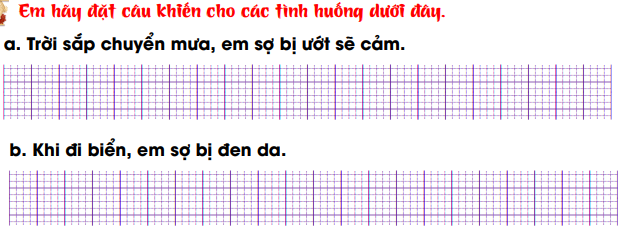 Em hãy đặt câu khiến cho các tình huống dưới đây.
a. Trời sắp chuyển mưa, em sợ bị ướt sẽ cảm.
b. Khi đi biển, em sợ bị đen da.